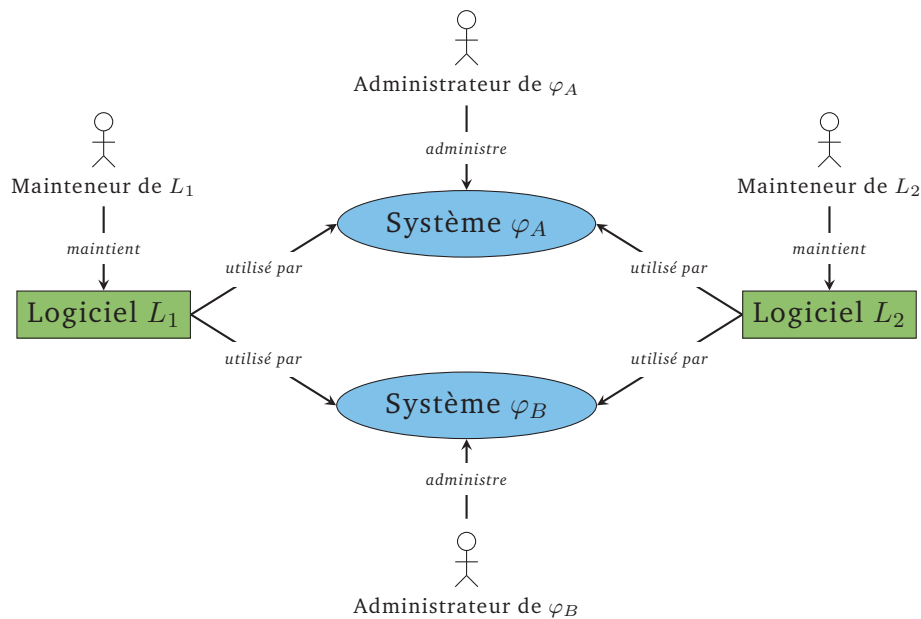 Administrateur de φ_A
administre
Mainteneur de L_1
Mainteneur de L_2
Système φ_A
maintient
utilisé par
utilisé par
maintient
Logiciel L_1
Logiciel L_2
utilisé par
utilisé par
Système φ_B
administre
Administrateur de φ_B